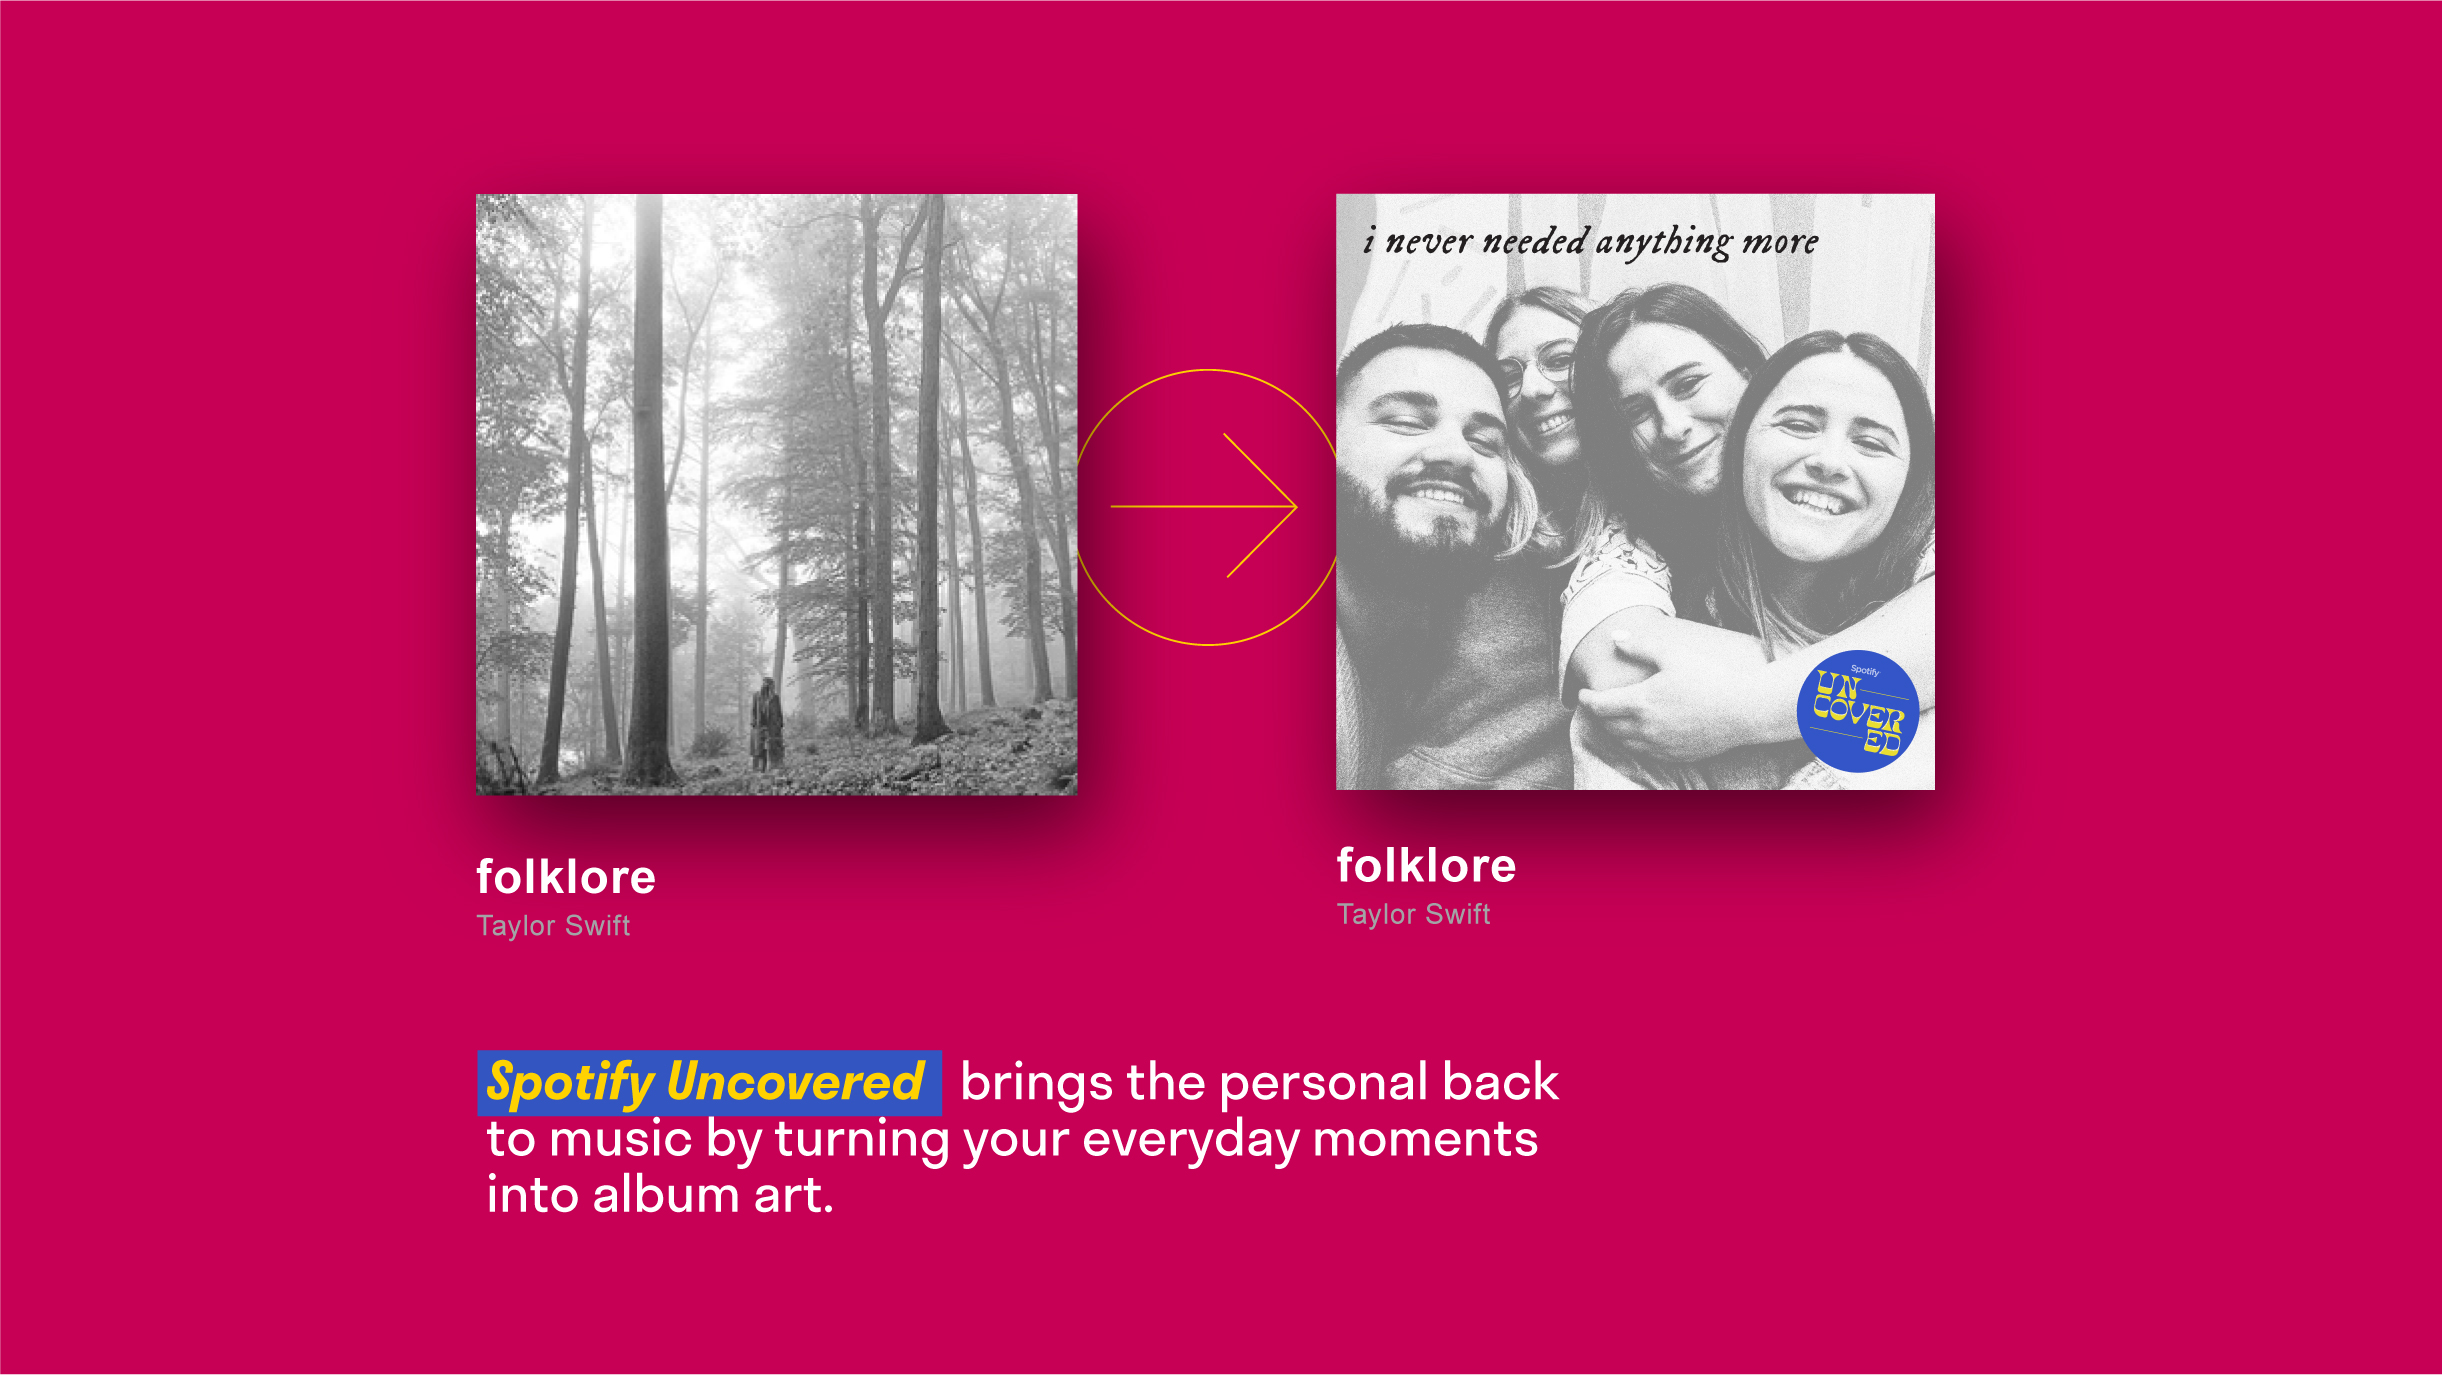 i never needed anything more
Spotify
UN
COVER
ED
folklore
Taylor Swift
folklore
Taylor Swift
Spotify Uncovered brings the personal back
to music by turning your everyday moments
into album art.